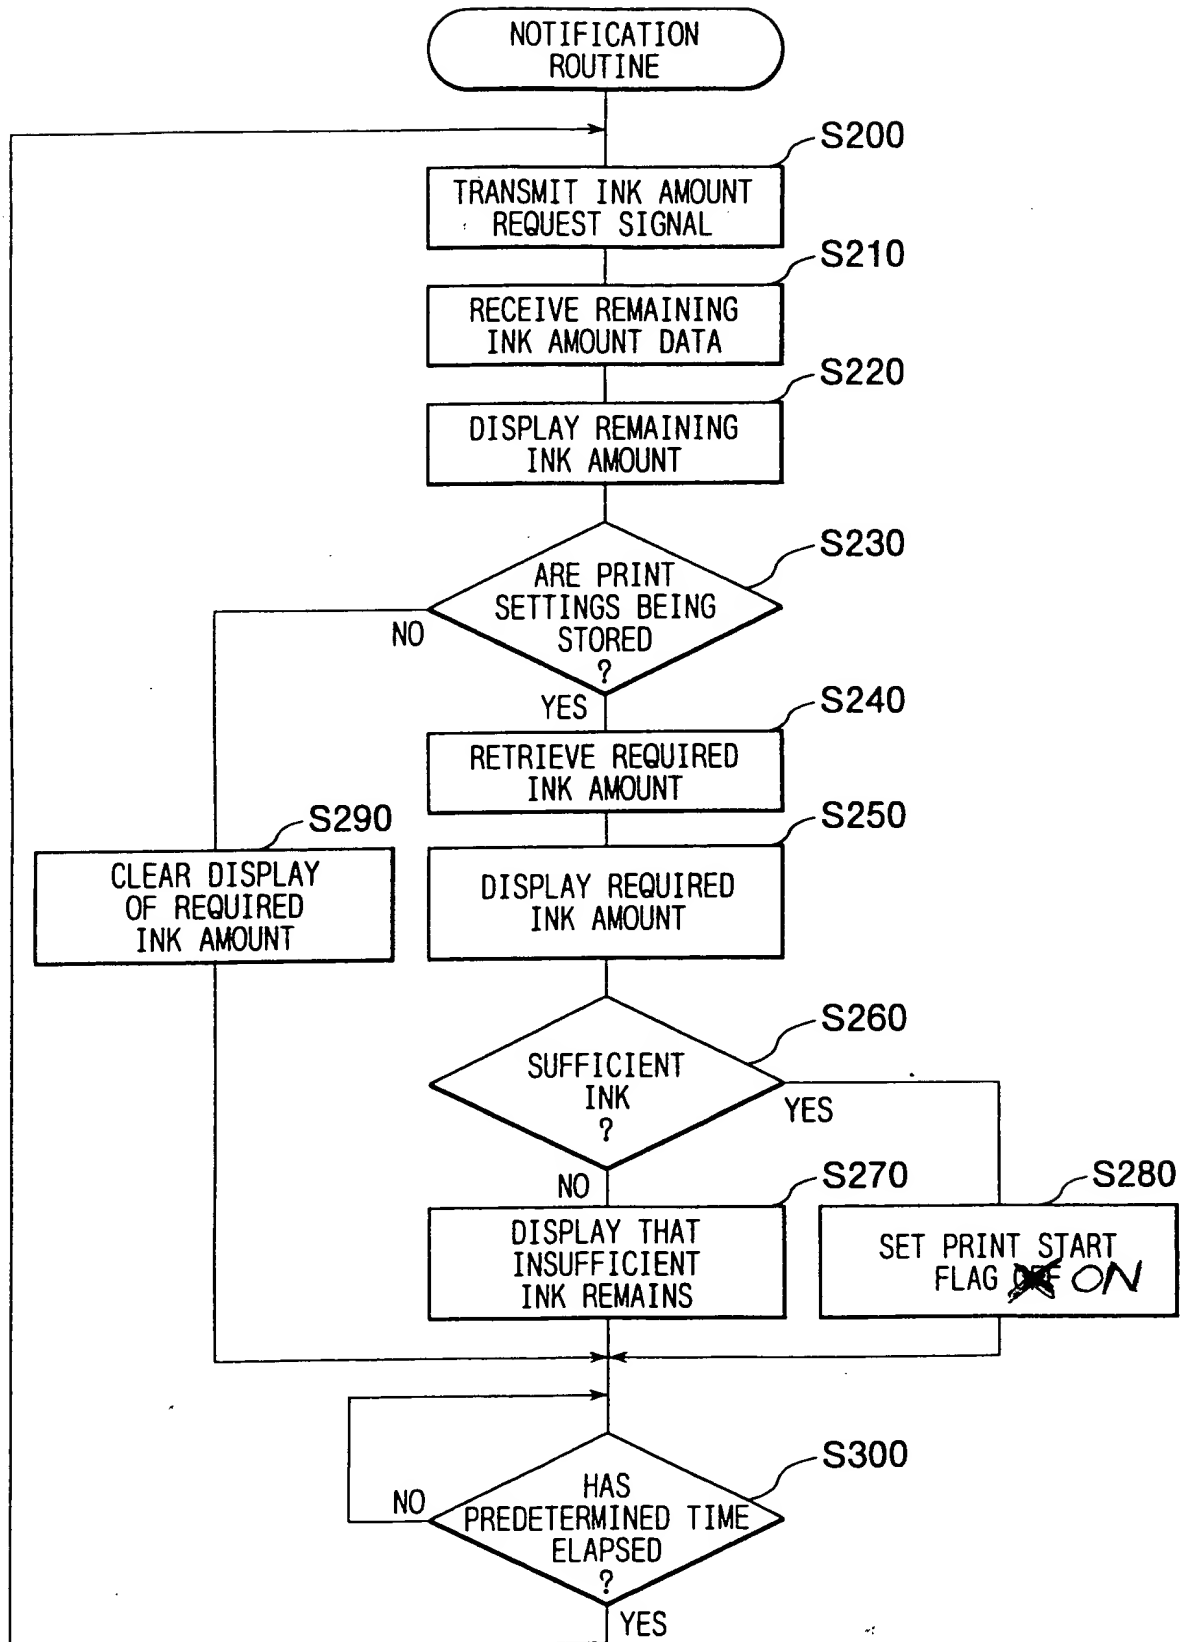 NOTIFICATION
ROUTINE
S200
TRANSMIT INK AMOUNT
REQUEST SIGNAL
S210
RECEIVE REMAINING
INK AMOUNT DATA
S220
DISPLAY REMAINING
INK AMOUNT
S230
ARE PRINT
SETTINGS BEING
STORED
?
NO
YES
S240
RETRIEVE REQUIRED
INK AMOUNT
S290
CLEAR DISPLAY
OF REQUIRED
INK AMOUNT
S250
DISPLAY REQUIRED
INK AMOUNT
S260
SUFFICIENT
INK
?
YES
NO
S270
DISPLAY THAT
INSUFFICIENT
INK REMAINS
S280
SET PRINT START
FLAG ON
S300
HAS
PREDETERMINED TIME
ELAPSED
?
NO
YES